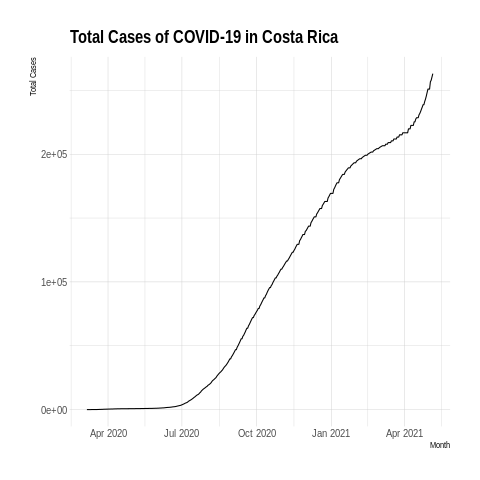 Total Cases of COVID-19 in Costa Rica
Total Cases
2e+05
1e+05
0e+00
Apr 2020
Jul 2020
Oct 2020
Jan 2021
Apr 2021
Month